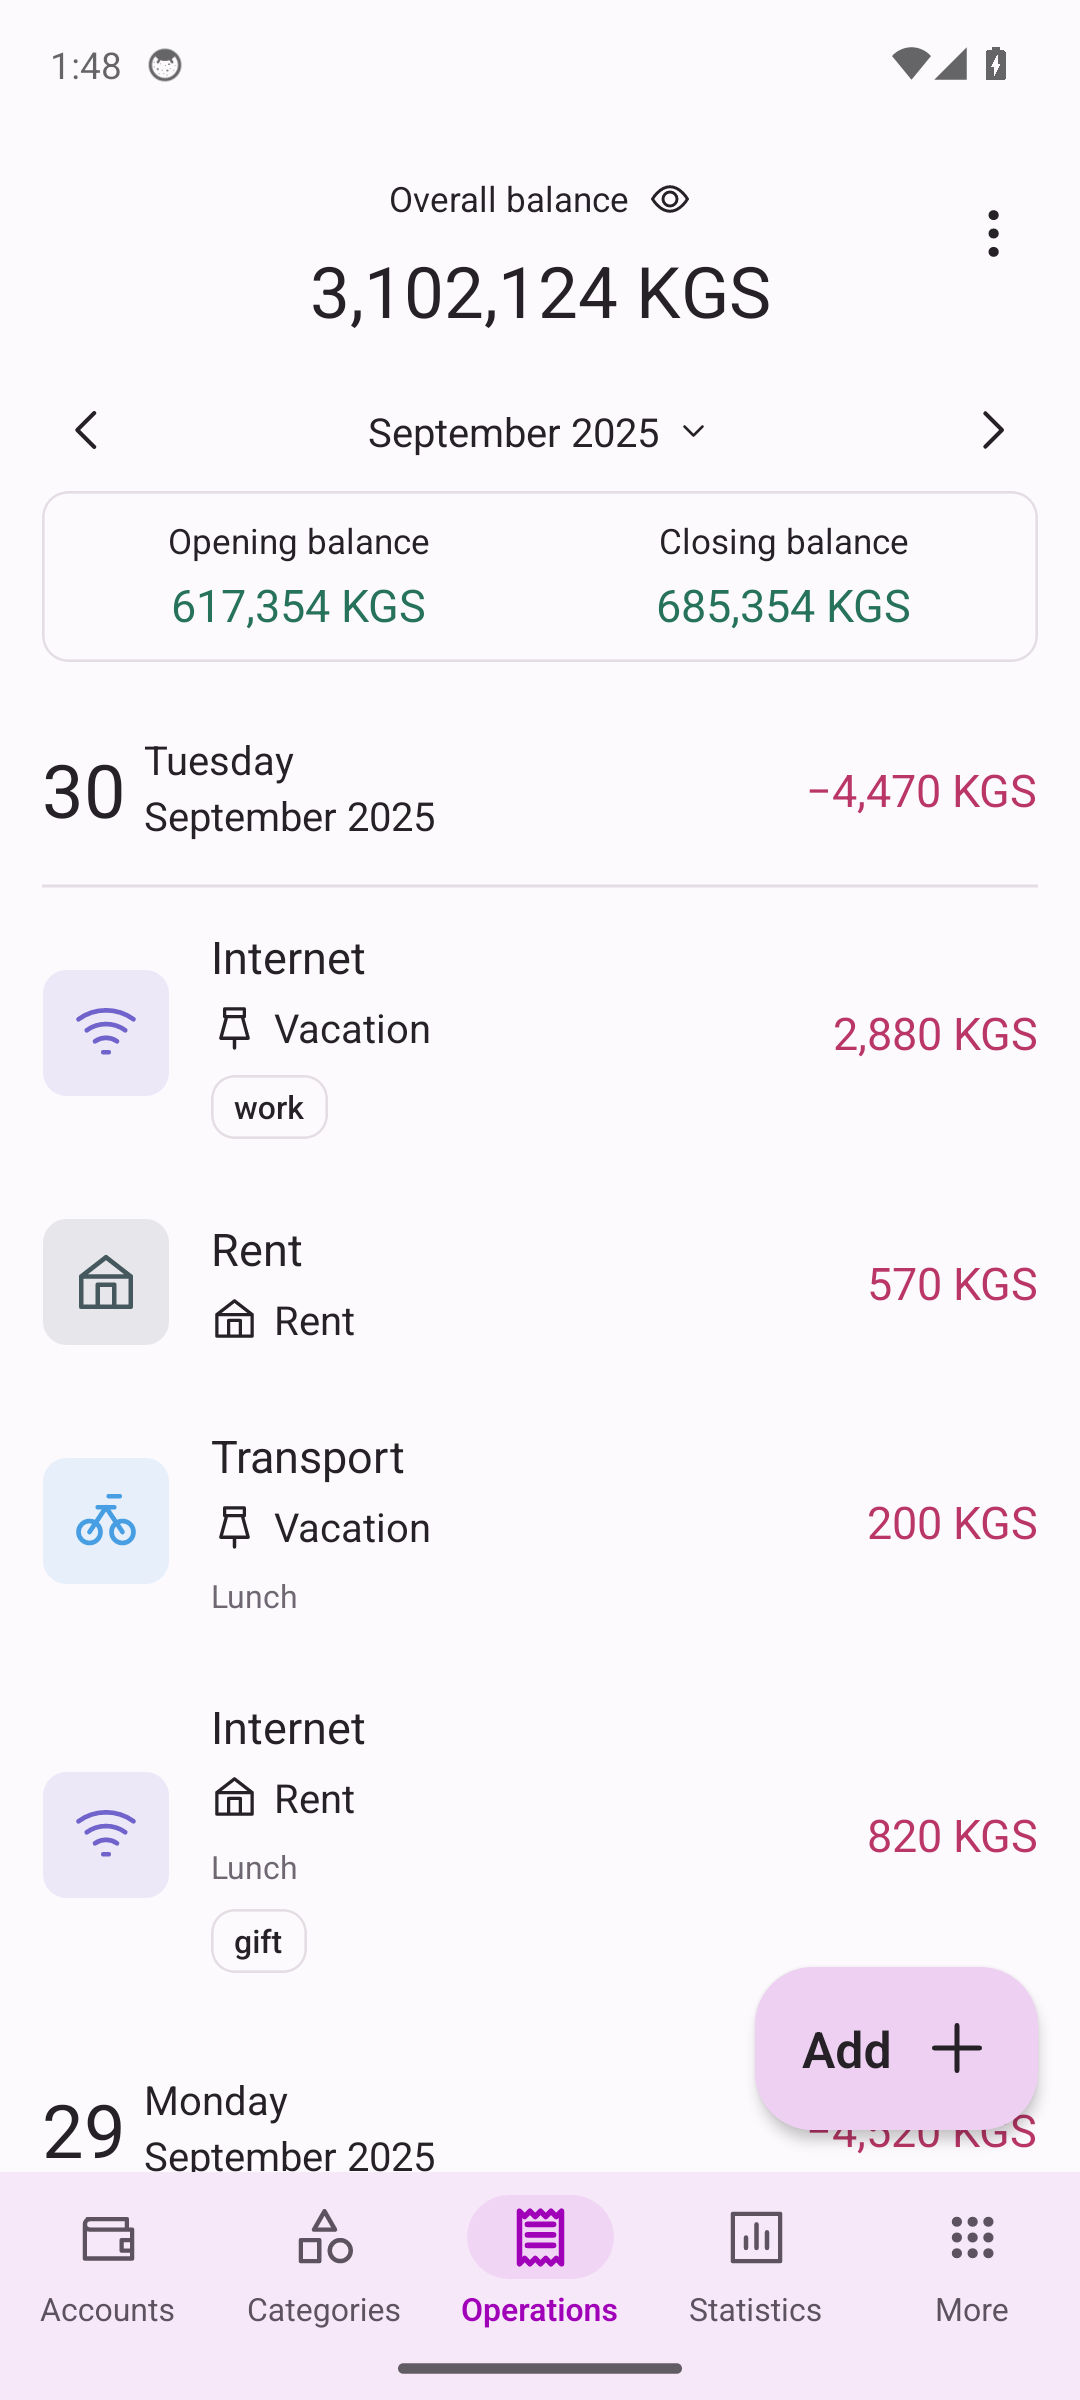 1:48
Overall balance
3,102,124 KGS
September 2025
Opening balance
Closing balance
617,354 KGS
685,354 KGS
30
Tuesday
September 2025
−4,470 KGS
Internet
Vacation
work
2,880 KGS
Rent
Rent
570 KGS
Transport
Vacation
Lunch
200 KGS
Internet
Rent
Lunch
gift
820 KGS
Add
29
Monday
September 2025
−4,520 KGS
Accounts
Categories
Operations
Statistics
More